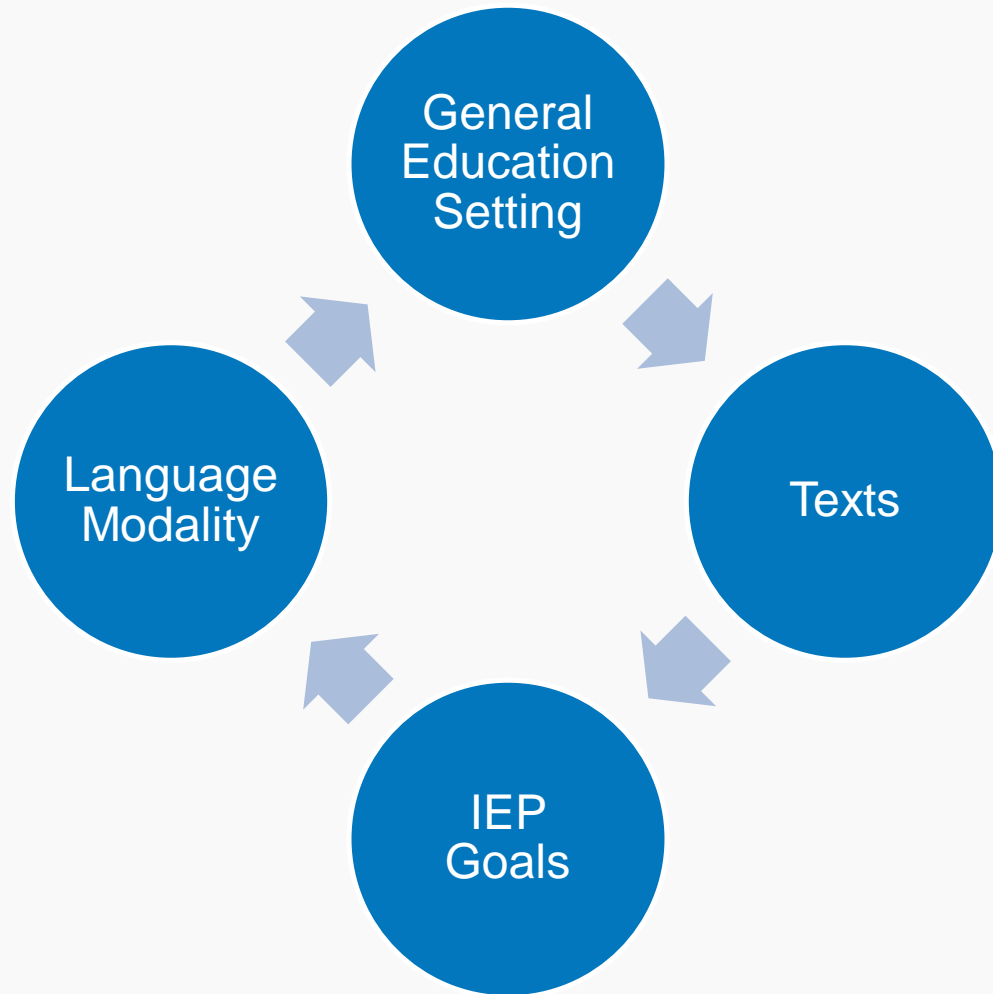 General
Education
Setting
Texts
IEP
Goals
Language
Modality